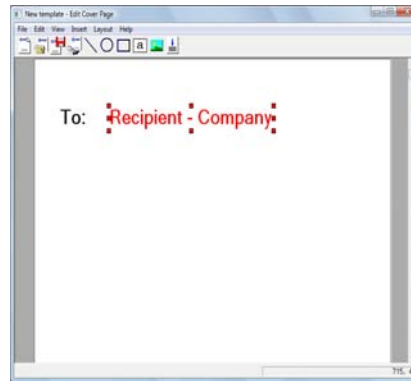 New template - Edit Cover Page
File Edit View Insert Layout Help
a
To: Recipient - Company